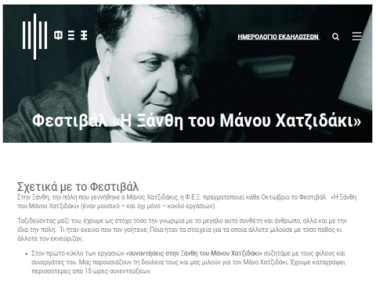 ΦΞΞ
ΗΜΕΡΟΛΟΓΙΟ ΕΚΔΗΛΩΣΕΩΝ
Φεστιβάλ «Η Ξάνθη του Μάνου Χατζιδάκι»
Σχετικά με το Φεστιβάλ
Στην Ξάνθη, την πόλη που γεννήθηκε ο Μάνος Χατζιδάκις, η Φ.Ε.Ξ. πραγματοποιεί κάθε Οκτώβριο το Φεστιβάλ «Η Ξάνθη
του Μάνου Χατζιδάκι» (έναν μουσικό – και όχι μόνο – κύκλο εργασιών).
Ταξιδεύοντας μαζί του, έχουμε ως στόχο τόσο την γνωριμία με το μεγάλο αυτό συνθέτη και άνθρωπο, αλλά και με την
ίδια την πόλη. Τι ήταν εκείνο που τον γοήτευε; Ποια ήταν τα στοιχεία για τα οποία άλλοτε μιλούσε με τόσο πάθος κι
άλλοτε τον εκνεύριζαν;
• Στον πρώτο κύκλο των εργασιών «συναντήσεις στην Ξάνθη του Μάνου Χατζιδάκι» συζητάμε με τους φίλους και
συνεργάτες του. Μας παρουσιάζουν τη δουλειά τους και μας μιλούν για τον Μάνο Χατζιδάκι. Έχουμε καταγράψει
περισσότερες από 15 ώρες συνεντεύξεων.